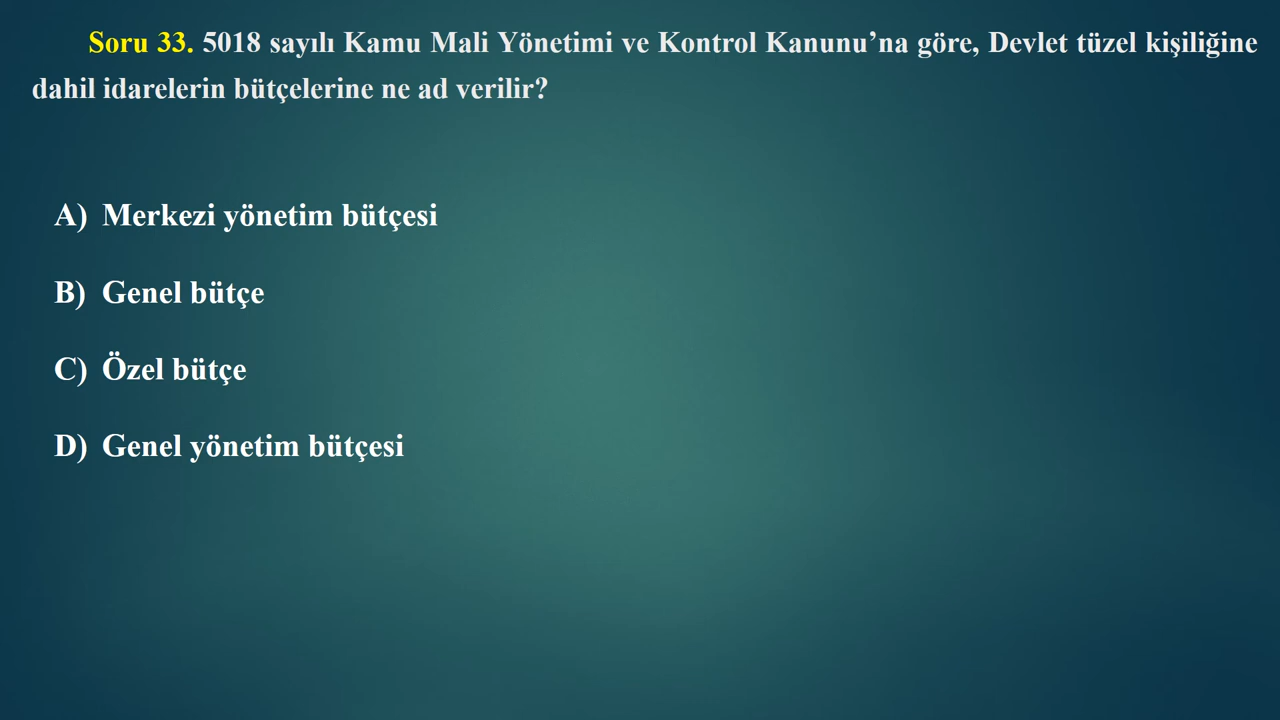 Soru 33. 5018 sayılı Kamu Mali Yönetimi ve Kontrol Kanunu’na göre, Devlet tüzel kişiliğine
dahil idarelerin bütçelerine ne ad verilir?
A) Merkezi yönetim bütçesi
B) Genel bütçe
C) Özel bütçe
D) Genel yönetim bütçesi